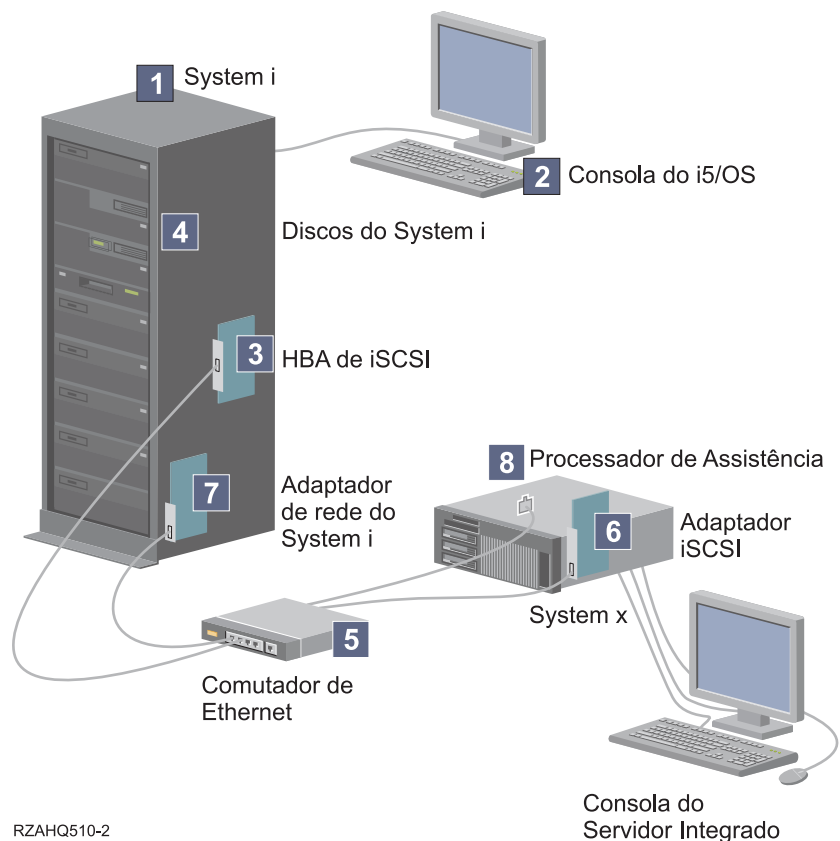 1 System i
2 Consola do i5/OS
4 Discos do System i
3 HBA de iSCSI
8 Processador de Assistência
7 Adaptador
de rede do
System i
6 Adaptador
iSCSI
System x
5
Comutador de
Ethernet
Consola do
Servidor Integrado
RZAHQ510-2